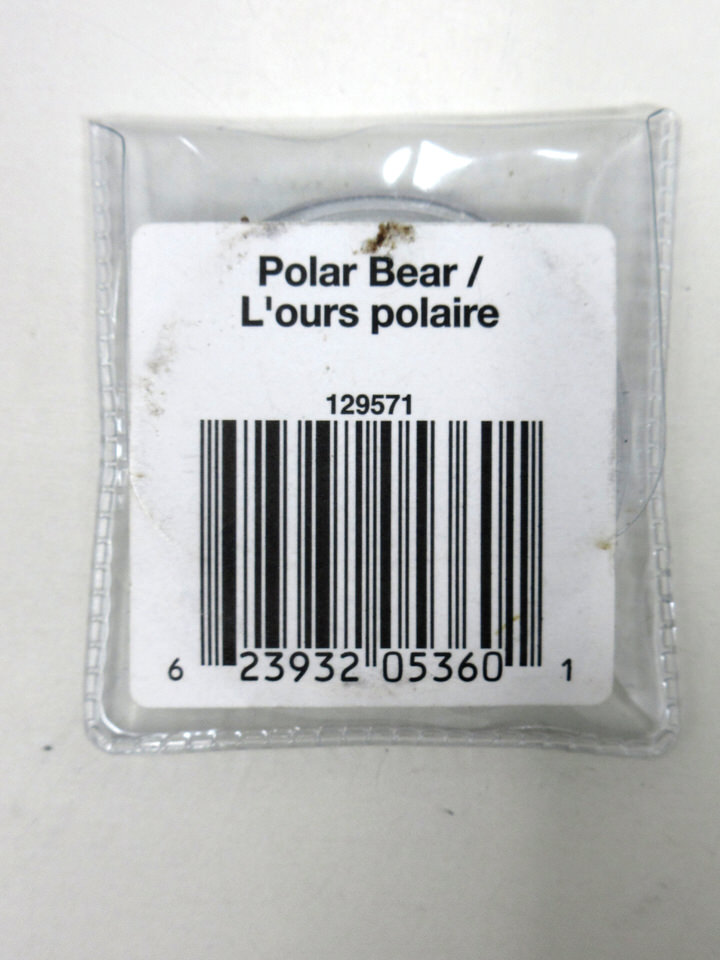 Polar Bear /
L'ours polaire
129571
6 23932 05360 1